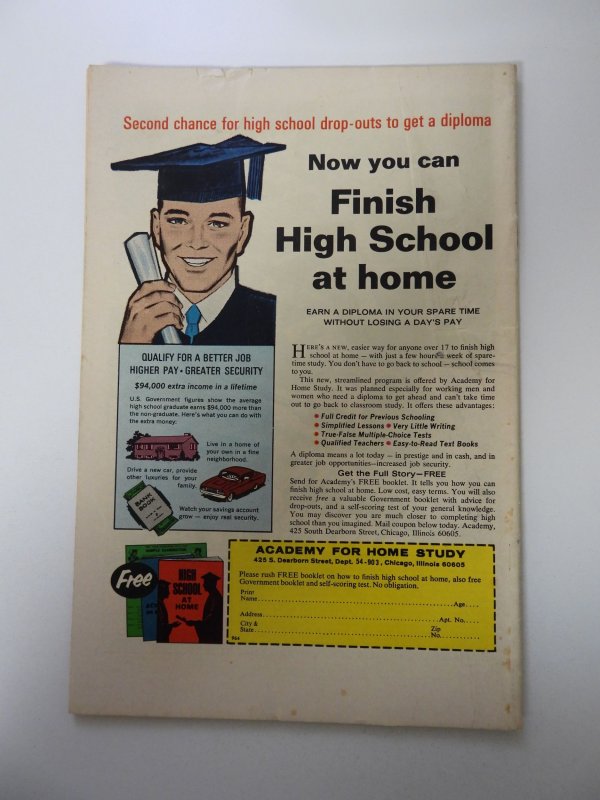 Second chance for high school drop-outs to get a diploma
Now you can
Finish
High School
at home
EARN A DIPLOMA IN YOUR SPARE TIME
WITHOUT LOSING A DAY'S PAY
QUALIFY FOR A BETTER JOB
HIGHER PAY • GREATER SECURITY
$94,000 extra income in a lifetime
U.S. Government figures show the average
high school graduate earns $94,000 more than
the non-graduate. Here's what you can do with
the extra money:
Live in a home of
your own in a fine
neighborhood.
Drive a new car, provide
other luxuries for your
family.
BANK
BOOK
Watch your savings account
grow — enjoy real security.
HERE'S A NEW, easier way for anyone over 17 to finish high
school at home — with just a few hours week of spare-
time study. You don't have to go back to school — school comes
to you.
This new, streamlined program is offered by Academy for
Home Study. It was planned especially for working men and
women who need a diploma to get ahead and can't take time
out to go back to classroom study. It offers these advantages:
• Full Credit for Previous Schooling
• Simplified Lessons • Very Little Writing
• True-False Multiple-Choice Tests
• Qualified Teachers • Easy-to-Read Text Books
A diploma means a lot today — in prestige and in cash, and in
greater job opportunities—increased job security.
Get the Full Story—FREE
Send for Academy's FREE booklet. It tells you how you can
finish high school at home. Low cost, easy terms. You will also
receive free a valuable Government booklet with advice for
drop-outs, and a self-scoring test of your general knowledge.
You may discover you are much closer to completing high
school than you imagined. Mail coupon below today. Academy,
425 South Dearborn Street, Chicago, Illinois 60605.
Free
HIGH
SCHOOL
AT
HOME
ACADEMY FOR HOME STUDY
425 S. Dearborn Street, Dept. 54-903, Chicago, Illinois 60605
Please rush FREE booklet on how to finish high school at home, also free
Government booklet and self-scoring test. No obligation.
Print
Name Age
Address Apt. No.
City & Zip
State No.
964